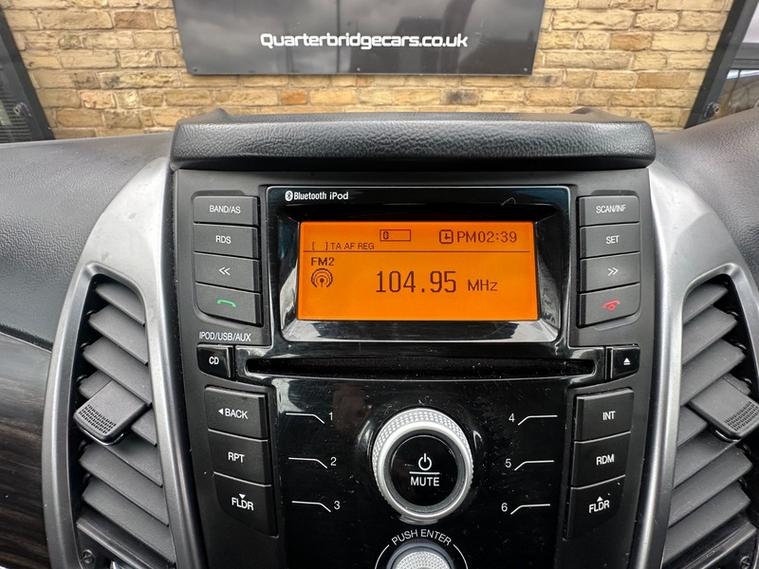 Quarterbridgecars.co.uk
Bluetooth iPod
BAND/AS
SCAN/INF
[ ] TA AF REG
0
PM02:39
RDS
SET
FM2
104.95 MHz
IPOD/USB/AUX
CD
BACK
1
4
INT
RPT
2
5
RDM
MUTE
FLDR
3
6
FLDR
PUSH ENTER